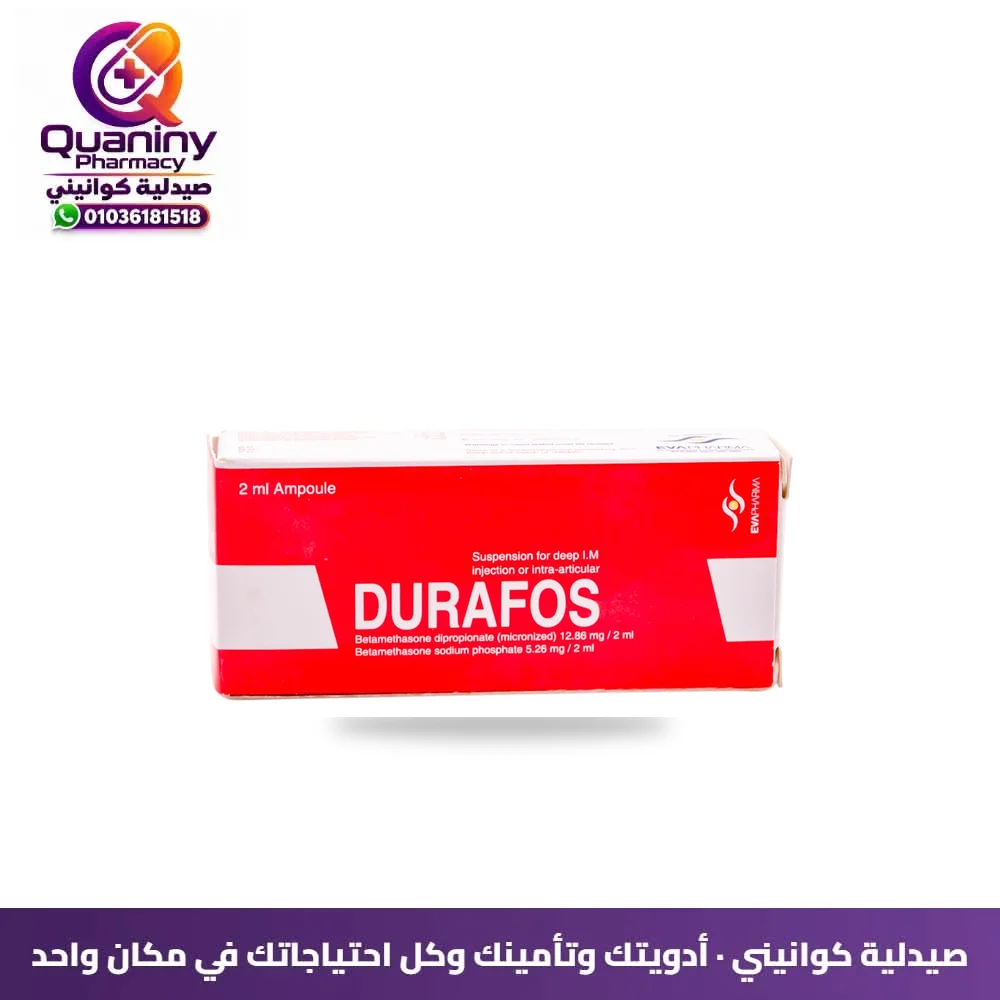 Quaniny
Pharmacy
صيدلية كوانيني
01036181518
EVAPHARMA
2 ml Ampoule
EVAPHARMA
Suspension for deep I.M
injection or intra-articular
DURAFOS
Betamethasone dipropionate (micronized) 12.86 mg / 2 ml
Betamethasone sodium phosphate 5.26 mg / 2 ml
صيدلية كوانيني · أدويتك وتأمينك وكل احتياجاتك في مكان واحد